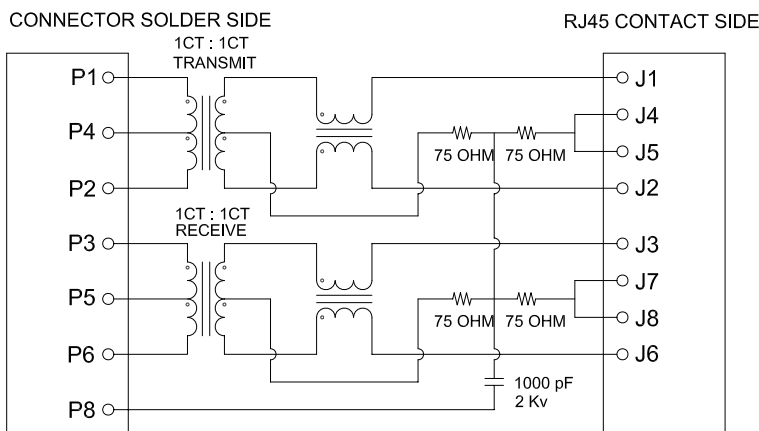 CONNECTOR SOLDER SIDE
RJ45 CONTACT SIDE
1CT : 1CT
TRANSMIT
P1
J1
J4
P4
75 OHM
75 OHM
J5
P2
J2
1CT : 1CT
RECEIVE
P3
J3
J7
P5
75 OHM
75 OHM
J8
P6
J6
1000 pF
2 Kv
P8